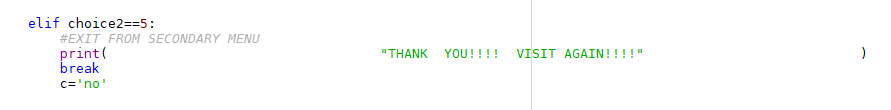 elif choice2==5:
    #EXIT FROM SECONDARY MENU
    print(                                  "THANK  YOU!!!!  VISIT AGAIN!!!!"                           )
    break
    c='no'